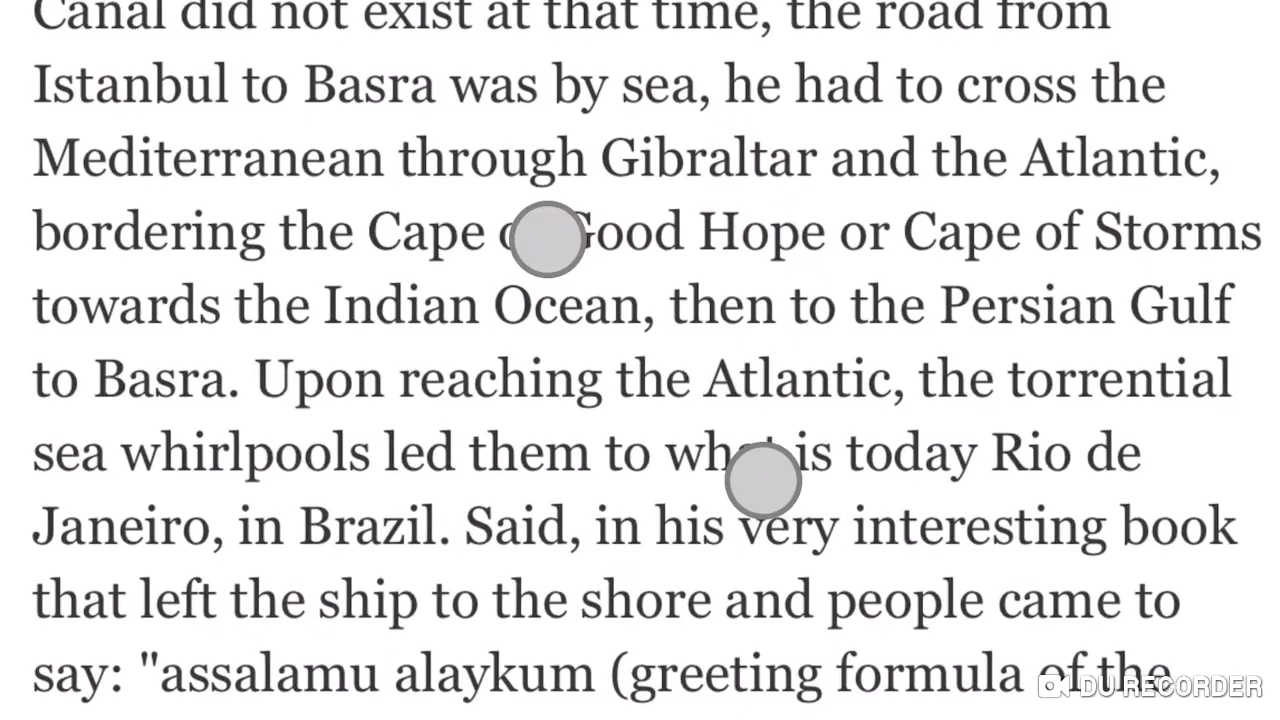 Canal did not exist at that time, the road from
Istanbul to Basra was by sea, he had to cross the
Mediterranean through Gibraltar and the Atlantic,
bordering the Cape Good Hope or Cape of Storms
towards the Indian Ocean, then to the Persian Gulf
to Basra. Upon reaching the Atlantic, the torrential
sea whirlpools led them to what is today Rio de
Janeiro, in Brazil. Said, in his very interesting book
that left the ship to the shore and people came to
say: "assalamu alaykum (greeting formula of the
DU RECORDER